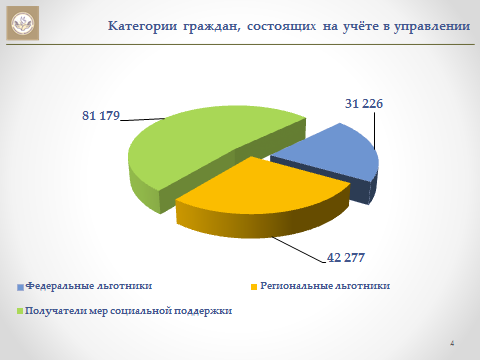 Категории граждан, состоящих на учёте в управлении
81 179
31 226
42 277
Федеральные льготники
Региональные льготники
Получатели мер социальной поддержки
4